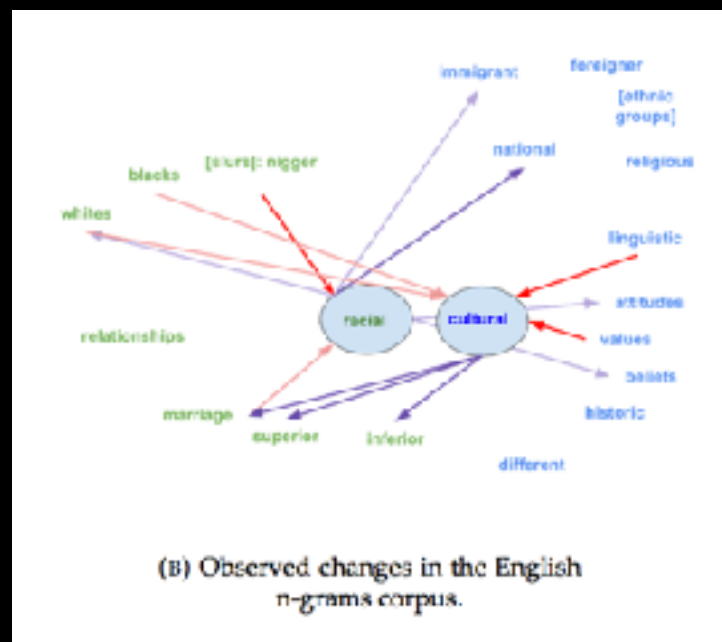 immigrant
foreigner
[ethnic
groups]
national
religious
[slurs]: nigger
blacks
whites
linguistic
racial
cultural
attitudes
values
beliefs
relationships
marriage
superior
inferior
historic
different
(B) Observed changes in the English
n-grams corpus.